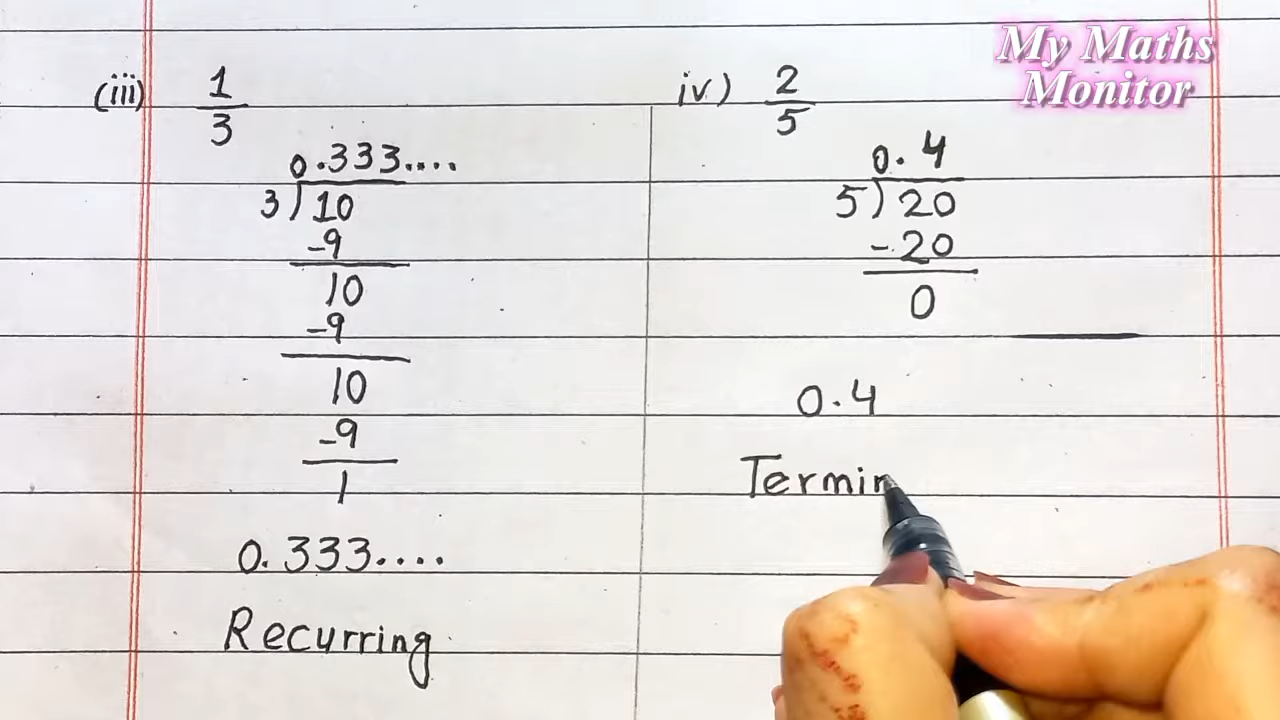 My Maths
Monitor
(iii) 1/3
0.333....
3)10
-9
10
-9
10
-9
1
0.333....
Recurring
iv) 2/5
0.4
5)20
-20
0
0.4
Termin